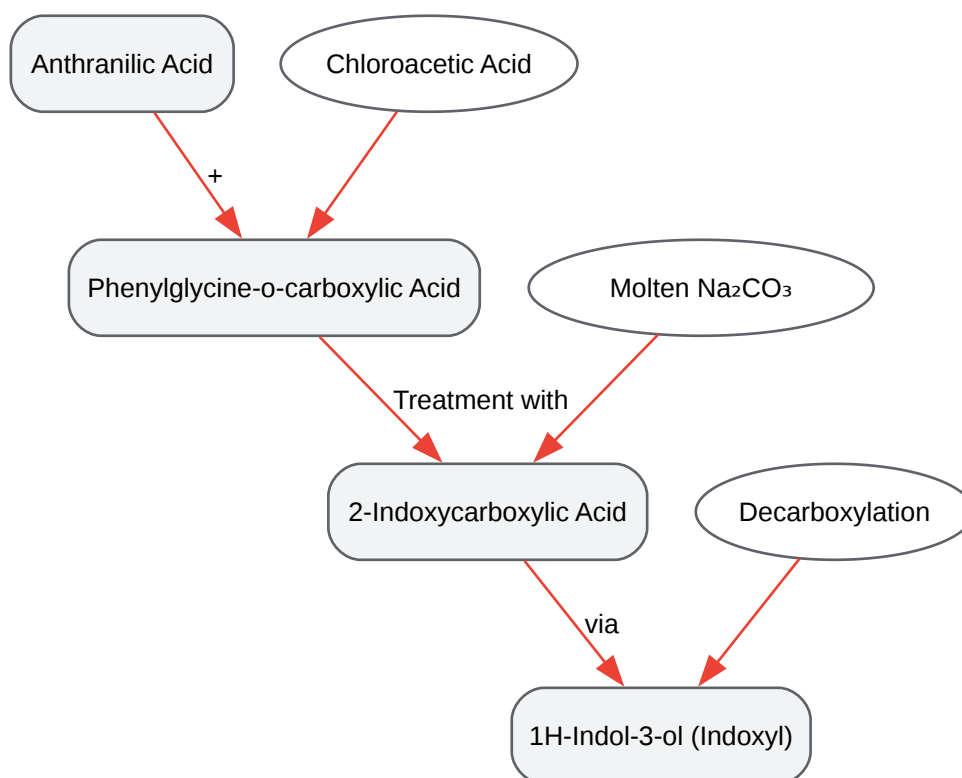 Anthranilic Acid
Chloroacetic Acid
+
Phenylglycine-o-carboxylic Acid
Molten Na₂CO₃
Treatment with
2-Indoxycarboxylic Acid
Decarboxylation
via
1H-Indol-3-ol (Indoxyl)